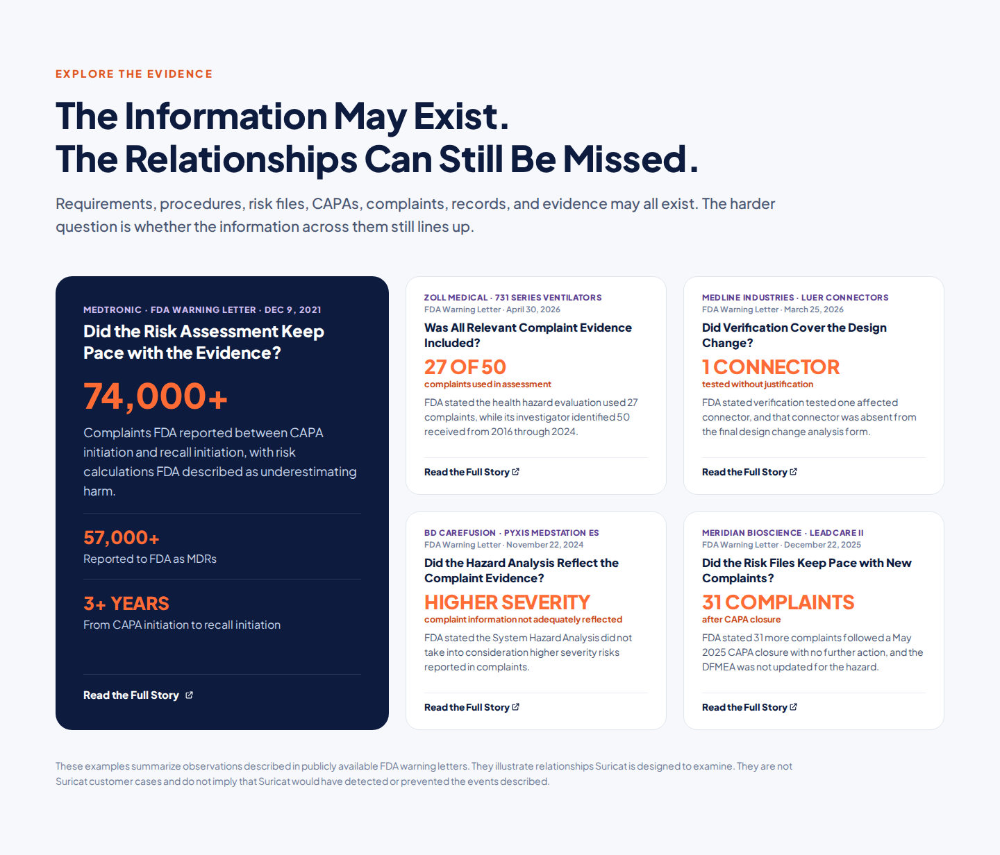 EXPLORE THE EVIDENCE
The Information May Exist.
The Relationships Can Still Be Missed.
Requirements, procedures, risk files, CAPAs, complaints, records, and evidence may all exist. The harder
question is whether the information across them still lines up.
MEDTRONIC · FDA WARNING LETTER · DEC 9, 2021
Did the Risk Assessment Keep
Pace with the Evidence?
74,000+
Complaints FDA reported between CAPA
initiation and recall initiation, with risk
calculations FDA described as underestimating
harm.
57,000+
Reported to FDA as MDRs
3+ YEARS
From CAPA initiation to recall initiation
Read the Full Story
ZOLL MEDICAL · 731 SERIES VENTILATORS
FDA Warning Letter · April 30, 2026
Was All Relevant Complaint Evidence
Included?
27 OF 50
complaints used in assessment
FDA stated the health hazard evaluation used 27
complaints, while its investigator identified 50
received from 2016 through 2024.
Read the Full Story
MEDLINE INDUSTRIES · LUER CONNECTORS
FDA Warning Letter · March 25, 2026
Did Verification Cover the Design
Change?
1 CONNECTOR
tested without justification
FDA stated verification tested one affected
connector, and that connector was absent from
the final design change analysis form.
Read the Full Story
BD CAREFUSION · PYXIS MEDSTATION ES
FDA Warning Letter · November 22, 2024
Did the Hazard Analysis Reflect the
Complaint Evidence?
HIGHER SEVERITY
complaint information not adequately reflected
FDA stated the System Hazard Analysis did not
take into consideration higher severity risks
reported in complaints.
Read the Full Story
MERIDIAN BIOSCIENCE · LEADCARE II
FDA Warning Letter · December 22, 2025
Did the Risk Files Keep Pace with New
Complaints?
31 COMPLAINTS
after CAPA closure
FDA stated 31 more complaints followed a May
2025 CAPA closure with no further action, and the
DFMEA was not updated for the hazard.
Read the Full Story
These examples summarize observations described in publicly available FDA warning letters. They illustrate relationships Suricat is designed to examine. They are not
Suricat customer cases and do not imply that Suricat would have detected or prevented the events described.